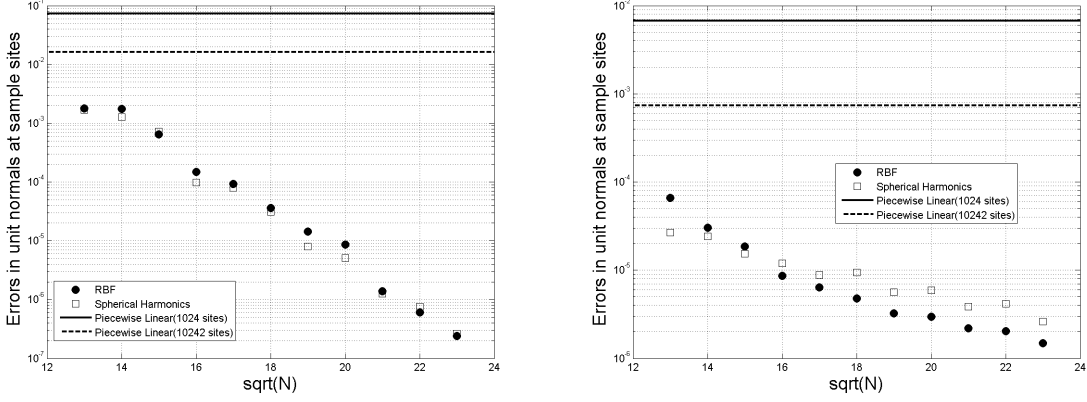 10^-1
10^-2
10^-3
10^-4
10^-5
10^-6
10^-7
Errors in unit normals at sample sites
RBF
Spherical Harmonics
Piecewise Linear(1024 sites)
Piecewise Linear(10242 sites)
12 14 16 18 20 22 24
sqrt(N)
10^-2
10^-3
10^-4
10^-5
10^-6
Errors in unit normals at sample sites
RBF
Spherical Harmonics
Piecewise Linear(1024 sites)
Piecewise Linear(10242 sites)
12 14 16 18 20 22 24
sqrt(N)